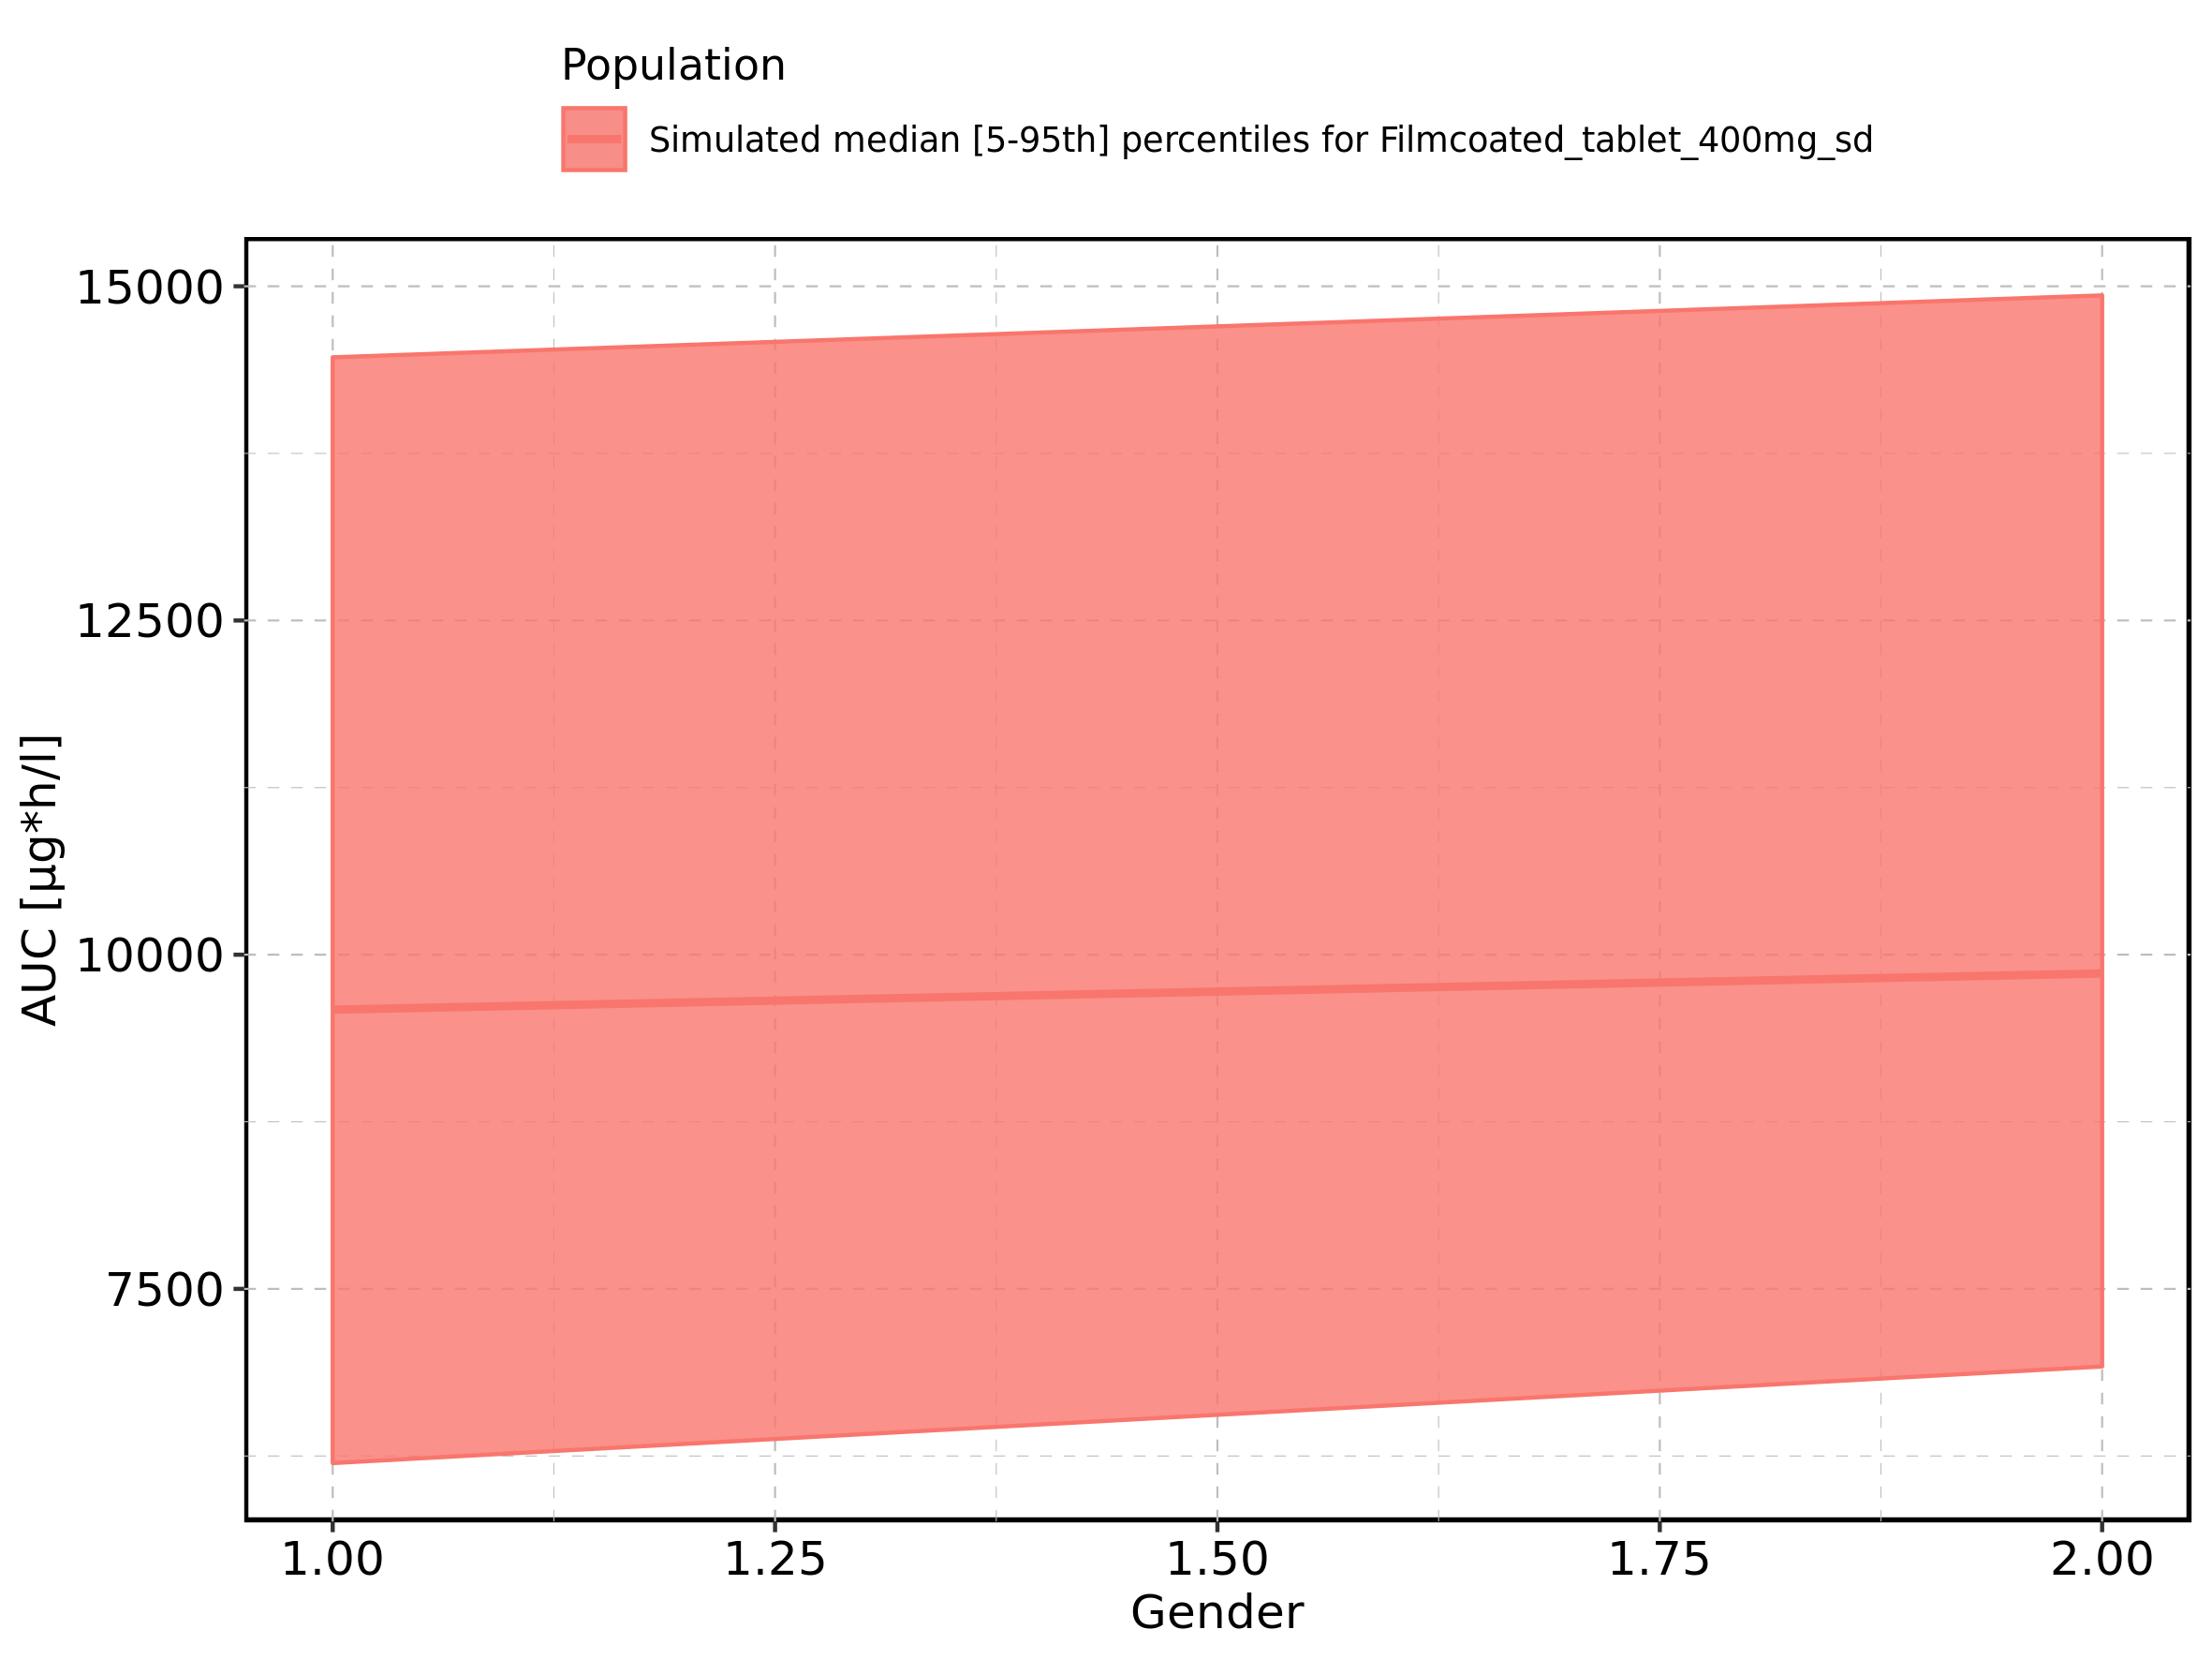 Population
Simulated median [5-95th] percentiles for Filmcoated_tablet_400mg_sd
15000
12500
10000
7500
AUC [µg*h/l]
1.00 1.25 1.50 1.75 2.00
Gender